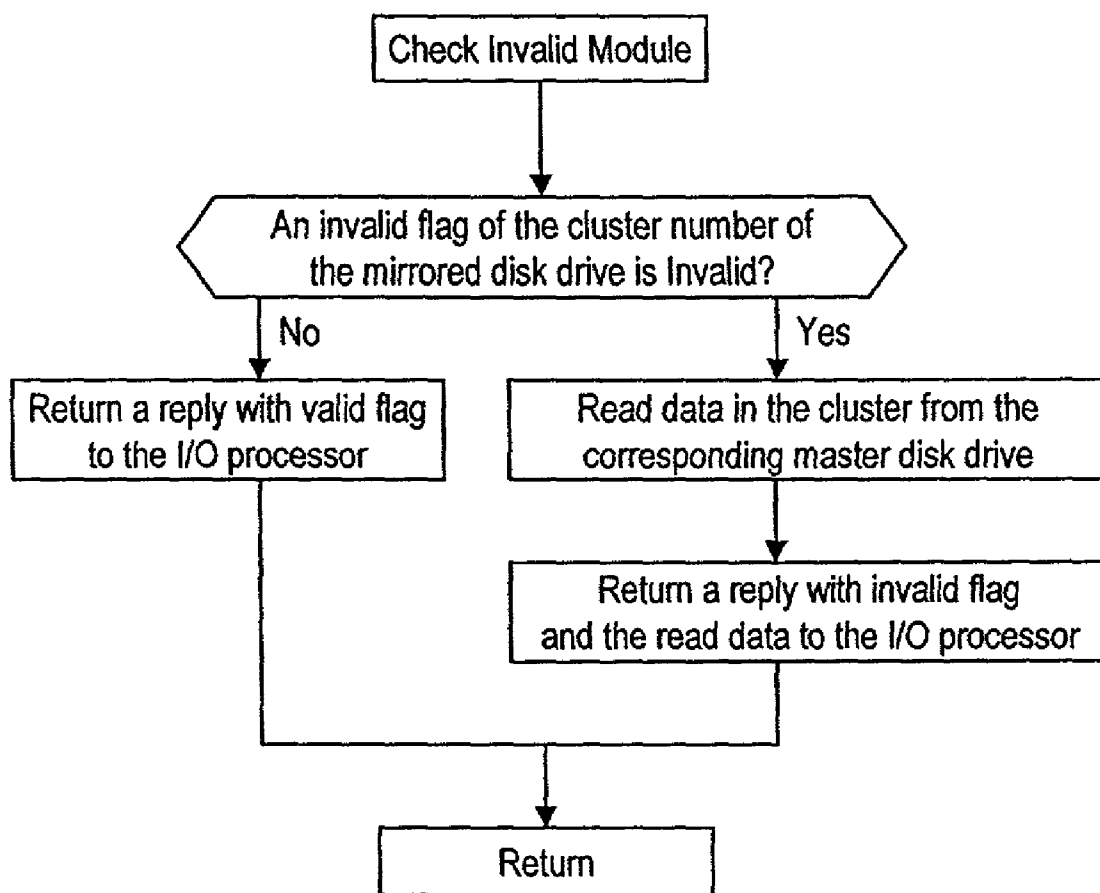 Check Invalid Module
An invalid flag of the cluster number of
the mirrored disk drive is Invalid?
No
Yes
Return a reply with valid flag
to the I/O processor
Read data in the cluster from the
corresponding master disk drive
Return a reply with invalid flag
and the read data to the I/O processor
Return